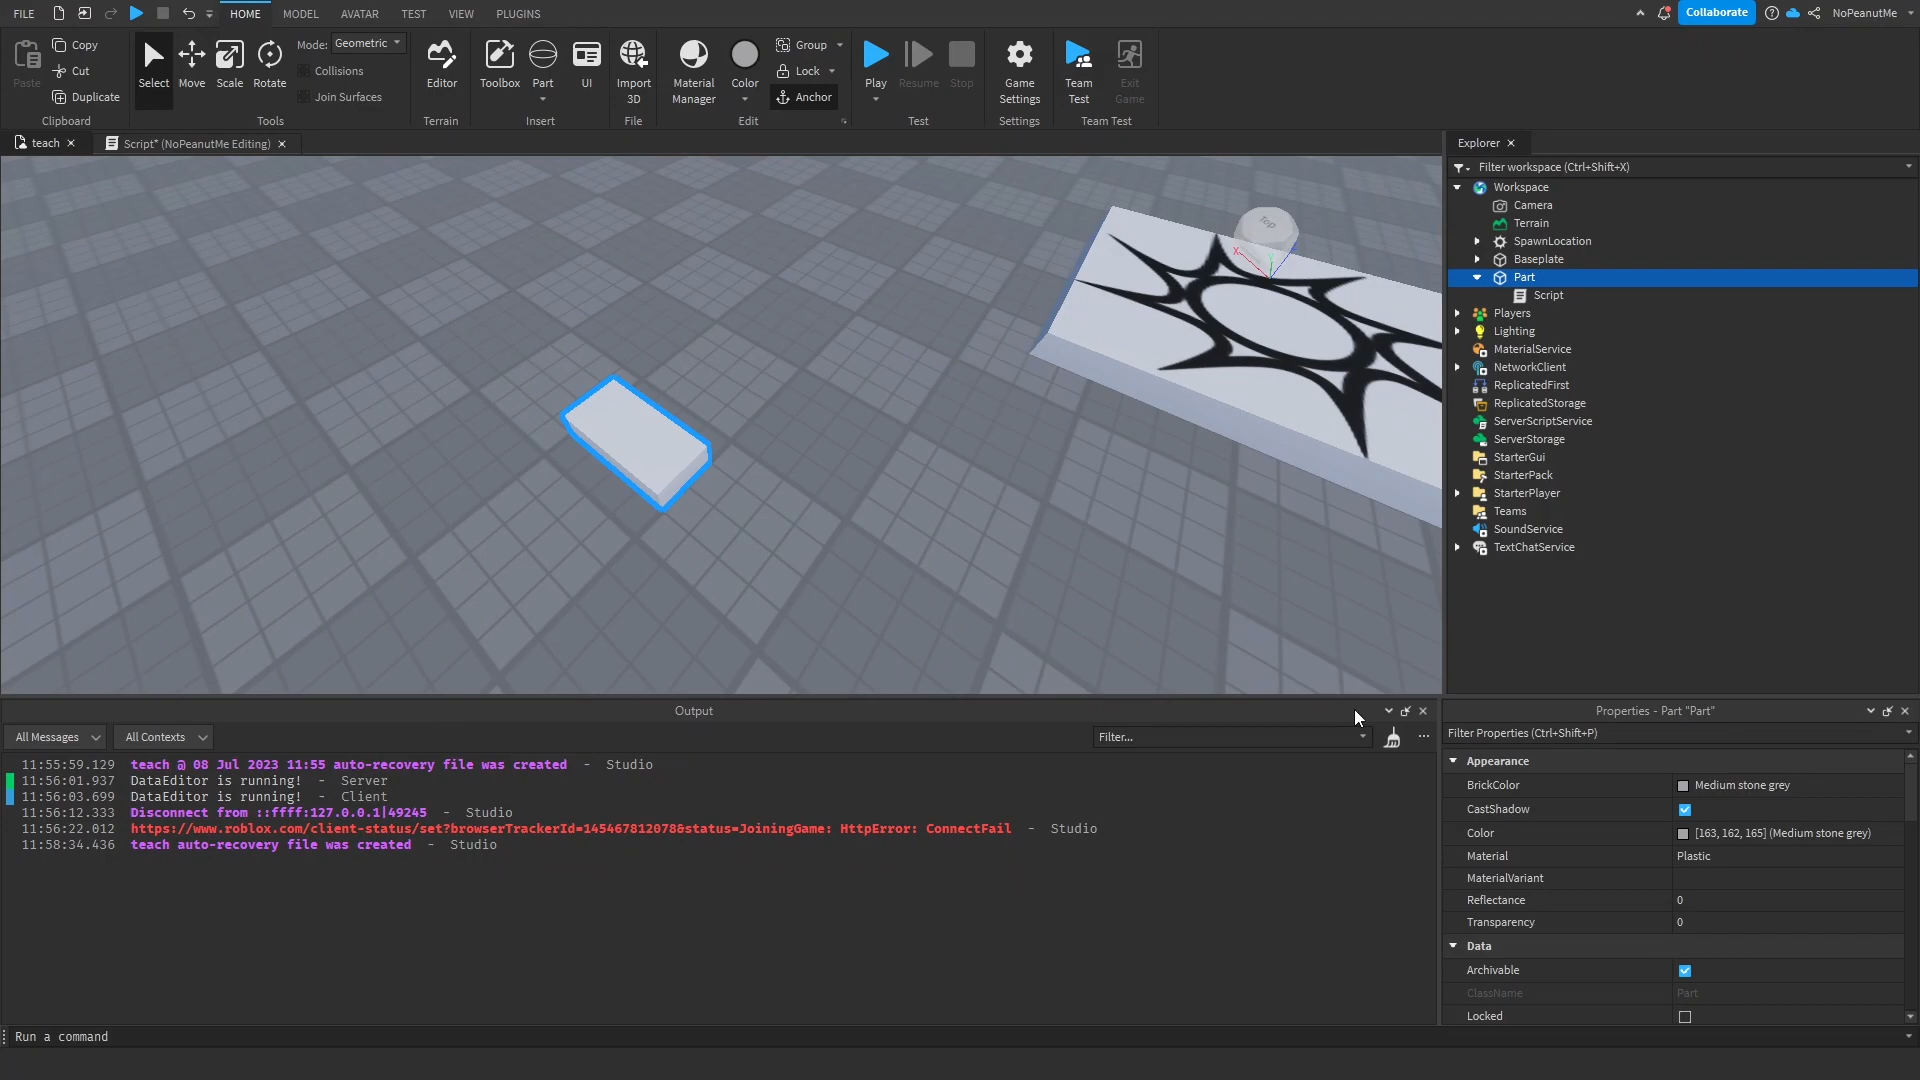 FILE
HOME
MODEL
AVATAR
TEST
VIEW
PLUGINS
Collaborate
NoPeanutMe
Paste
Copy
Cut
Duplicate
Clipboard
Select
Move
Scale
Rotate
Mode: Geometric
Collisions
Join Surfaces
Tools
Editor
Terrain
Toolbox
Part
UI
Insert
Import
3D
File
Material
Manager
Color
Group
Lock
Anchor
Edit
Play
Resume
Stop
Test
Game
Settings
Settings
Team
Test
Exit
Game
Team Test
teach
Script* (NoPeanutMe Editing)
Top
X
Explorer
Filter workspace (Ctrl+Shift+X)
Workspace
Camera
Terrain
SpawnLocation
Baseplate
Part
Script
Players
Lighting
MaterialService
NetworkClient
ReplicatedFirst
ReplicatedStorage
ServerScriptService
ServerStorage
StarterGui
StarterPack
StarterPlayer
Teams
SoundService
TextChatService
Output
All Messages
All Contexts
Filter...
11:55:59.129 teach @ 08 Jul 2023 11:55 auto-recovery file was created - Studio
11:56:01.937 DataEditor is running! - Server
11:56:03.699 DataEditor is running! - Client
11:56:12.333 Disconnect from ::ffff:127.0.0.1|49245 - Studio
11:56:22.012 https://www.roblox.com/client-status/set?browserTrackerId=145467812078&status=JoiningGame: HttpError: ConnectFail - Studio
11:58:34.436 teach auto-recovery file was created - Studio
Run a command
Properties - Part "Part"
Filter Properties (Ctrl+Shift+P)
Appearance
BrickColor Medium stone grey
CastShadow
Color [163, 162, 165] (Medium stone grey)
Material Plastic
MaterialVariant
Reflectance 0
Transparency 0
Data
Archivable
ClassName Part
Locked